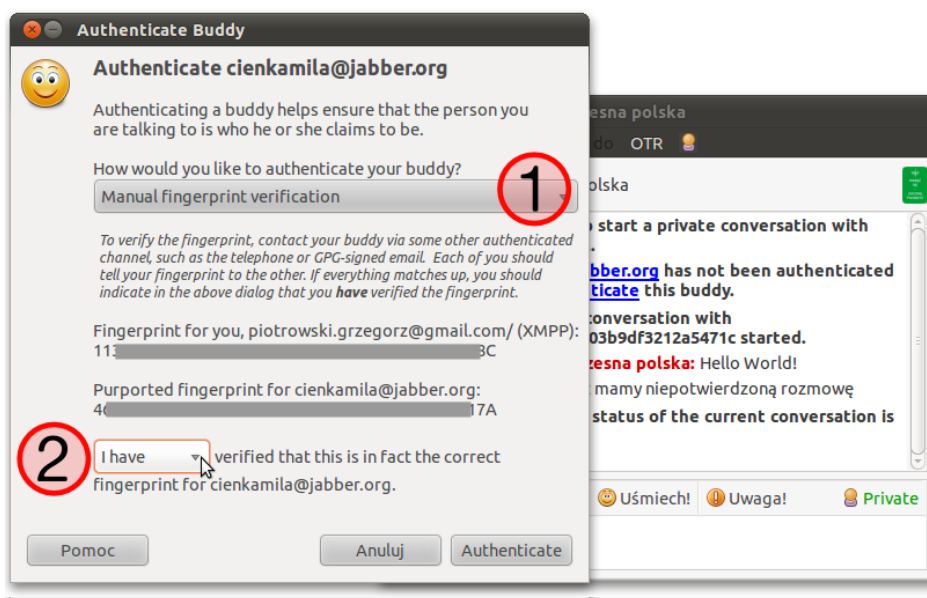 Authenticate Buddy
Authenticate cienkamila@jabber.org
Authenticating a buddy helps ensure that the person you
are talking to is who he or she claims to be.
How would you like to authenticate your buddy?
Manual fingerprint verification
1
To verify the fingerprint, contact your buddy via some other authenticated
channel, such as the telephone or GPG-signed email. Each of you should
tell your fingerprint to the other. If everything matches up, you should
indicate in the above dialog that you have verified the fingerprint.
Fingerprint for you, piotrowski.grzegorz@gmail.com/ (XMPP):
113 8C
Purported fingerprint for cienkamila@jabber.org:
46 17A
2
I have verified that this is in fact the correct
fingerprint for cienkamila@jabber.org.
Pomoc
Anuluj
Authenticate
esna polska
do OTR
olska
start a private conversation with
.
bber.org has not been authenticated
ticate this buddy.
conversation with
03b9df3212a5471c started.
zesna polska: Hello World!
mamy niepotwierdzoną rozmowę
status of the current conversation is
Uśmiech! Uwaga! Private